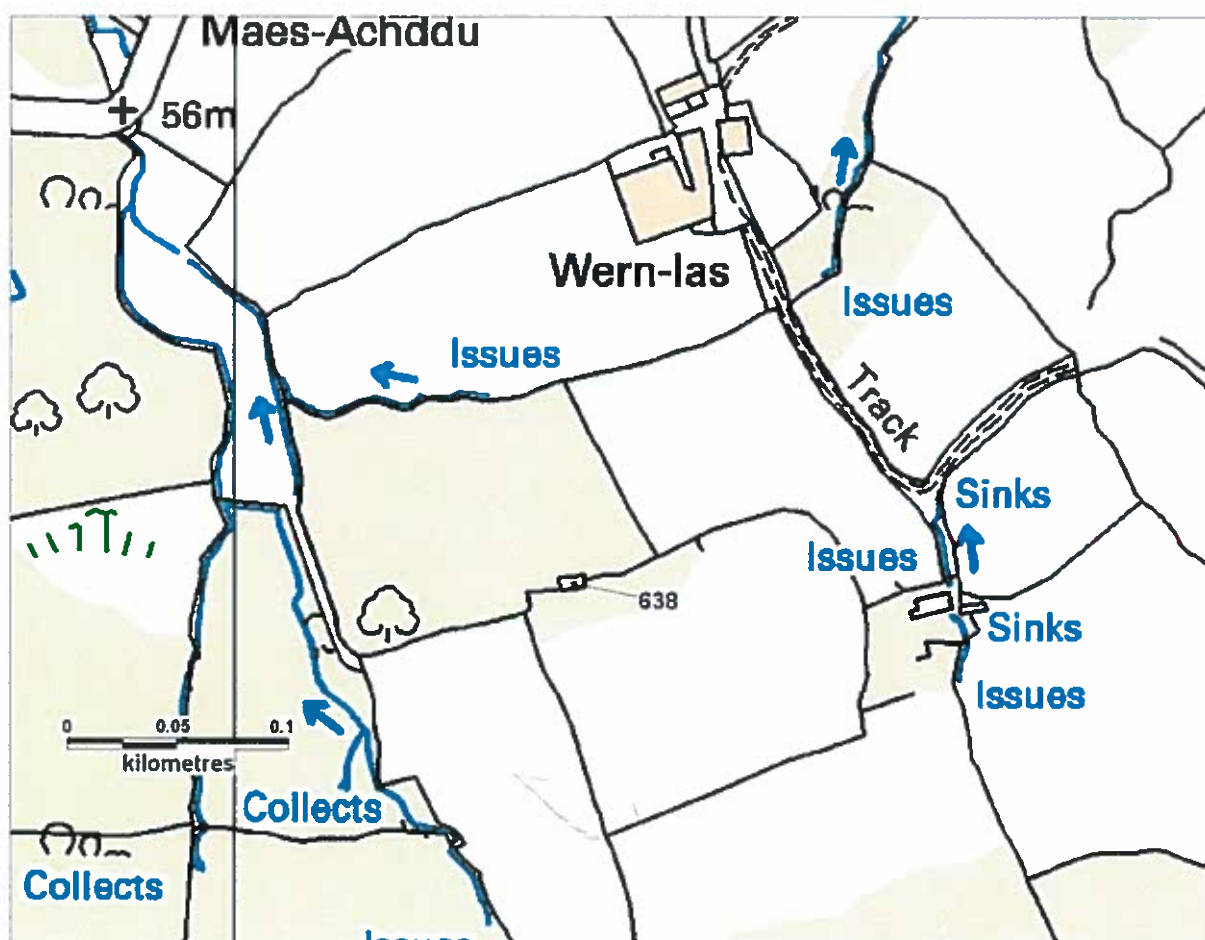 Maes-Achddu
56m
Wern-las
Issues
Issues
Track
Sinks
Issues
638
Sinks
Issues
0 0.05 0.1
kilometres
Collects
Collects
Issues